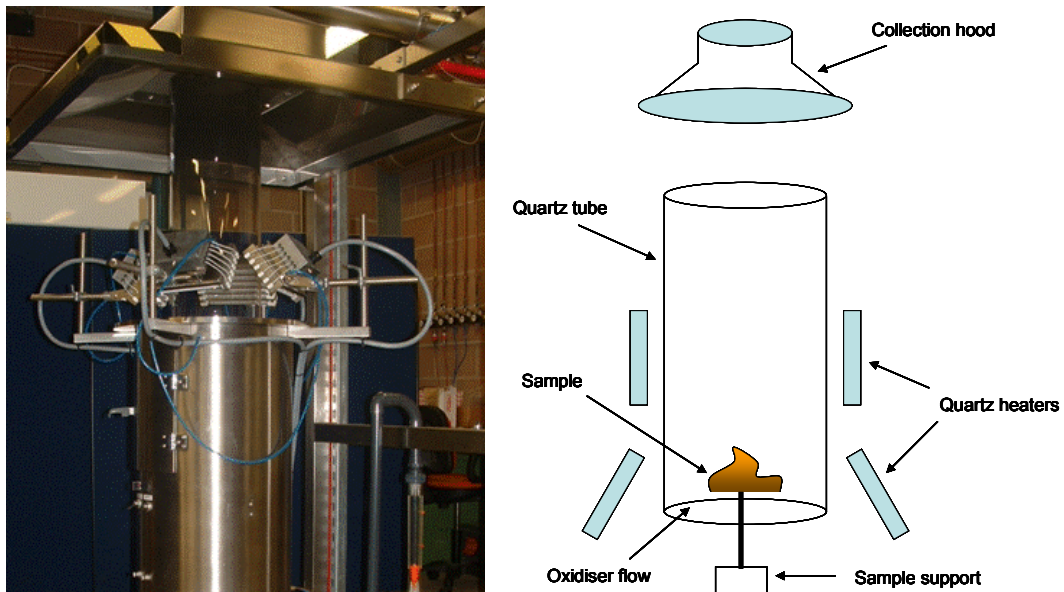 Collection hood
Quartz tube
Sample
Quartz heaters
Oxidiser flow
Sample support